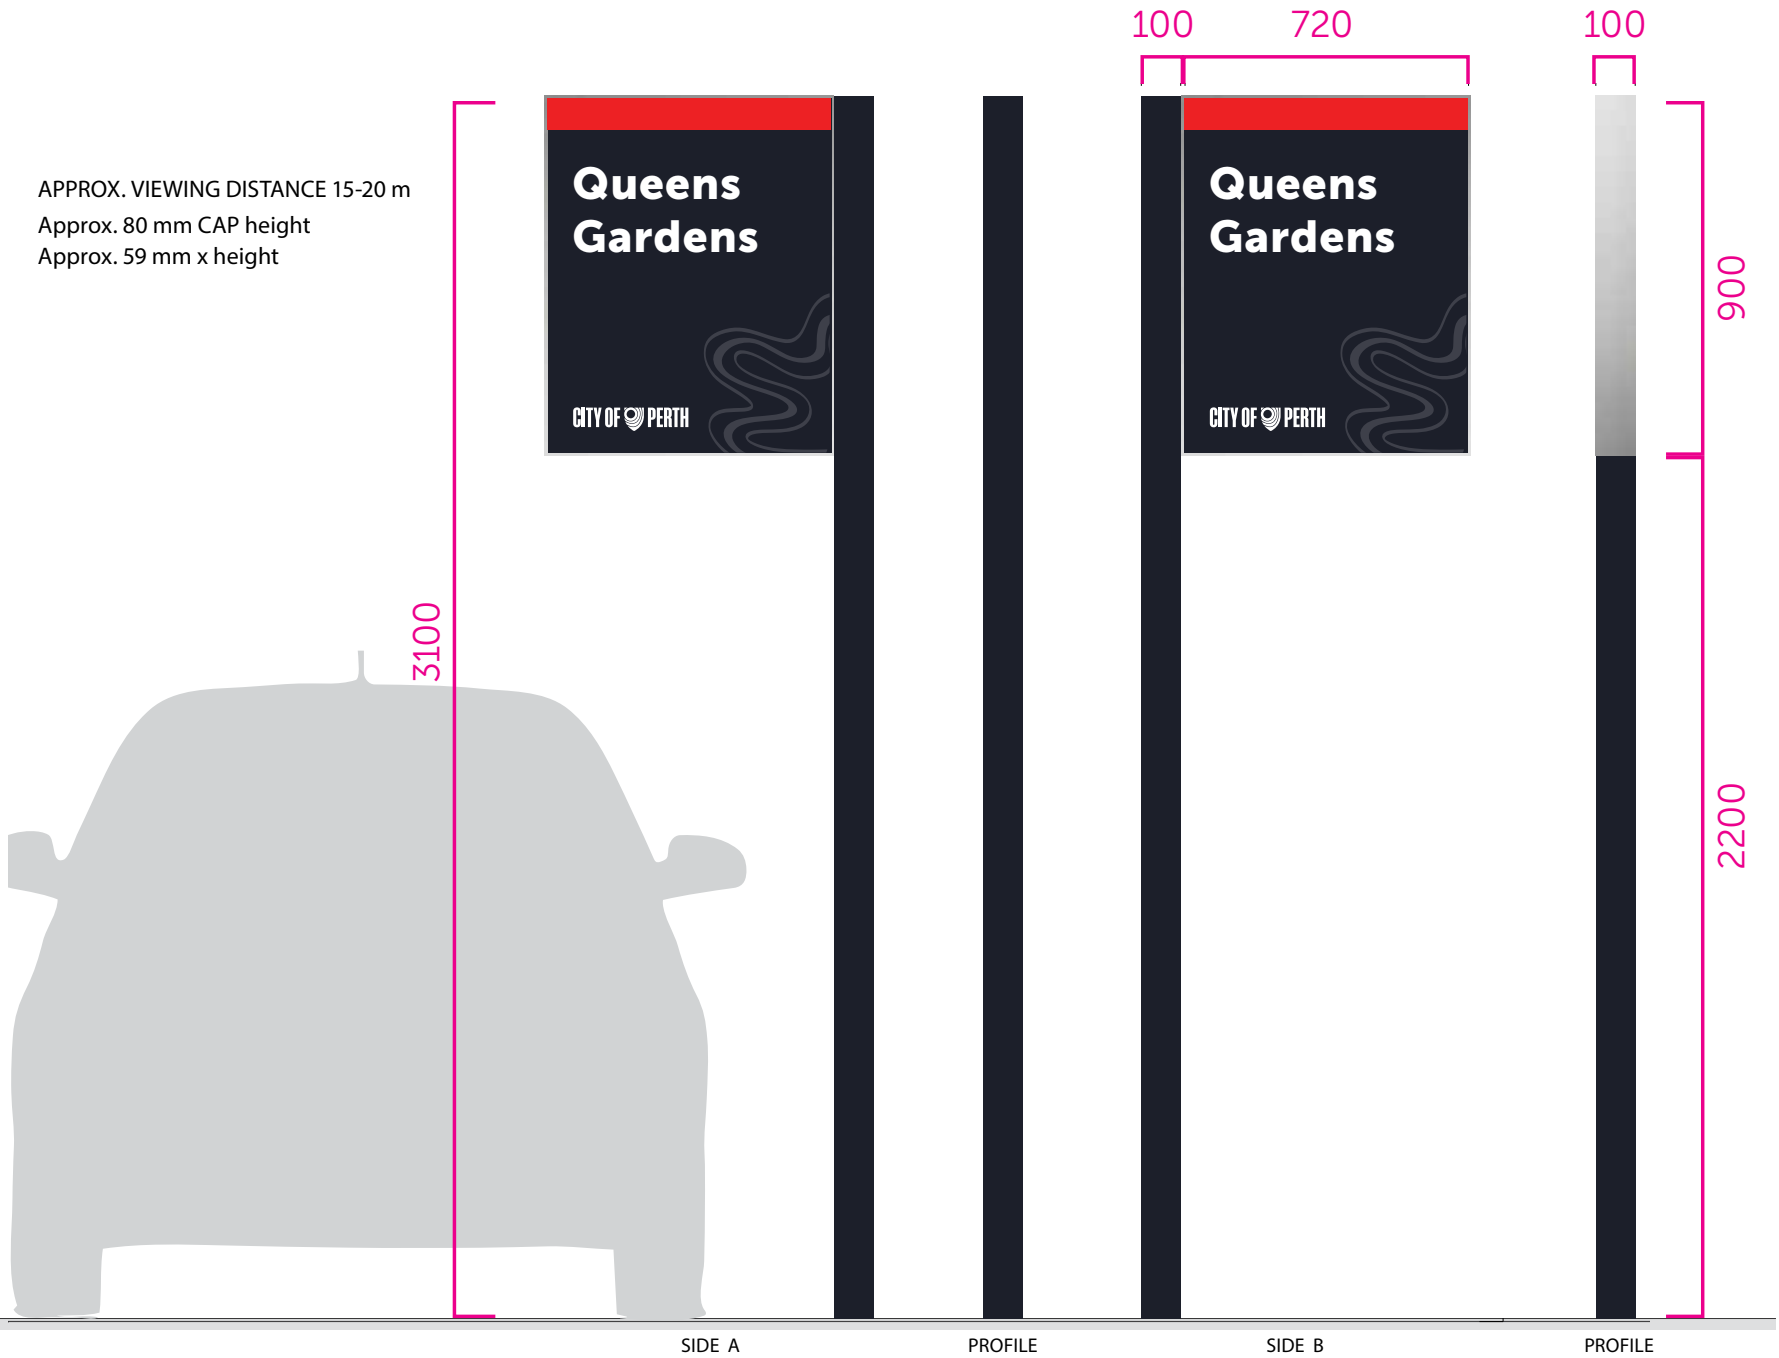 100
720
100
APPROX. VIEWING DISTANCE 15-20 m
Approx. 80 mm CAP height
Approx. 59 mm x height
Queens
Gardens
CITY OF PERTH
Queens
Gardens
CITY OF PERTH
900
3100
2200
SIDE A
PROFILE
SIDE B
PROFILE